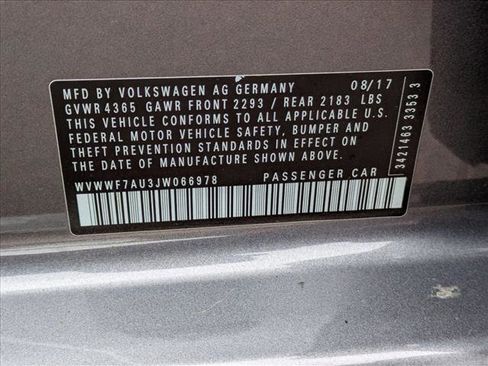 MFD BY VOLKSWAGEN AG GERMANY 08/17
GVWR 4365 GAWR FRONT 2293 / REAR 2183 LBS
THIS VEHICLE CONFORMS TO ALL APPLICABLE U.S.
FEDERAL MOTOR VEHICLE SAFETY, BUMPER AND
THEFT PREVENTION STANDARDS IN EFFECT ON
THE DATE OF MANUFACTURE SHOWN ABOVE.
WVWWF7AU3JW066978 PASSENGER CAR
3421463 3353.3